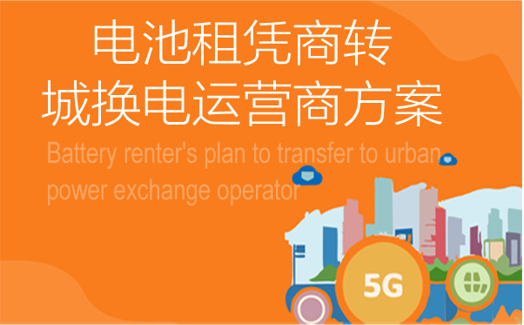 电池租凭商转
城换电运营商方案
Battery renter's plan to transfer to urban
power exchange operator
5G